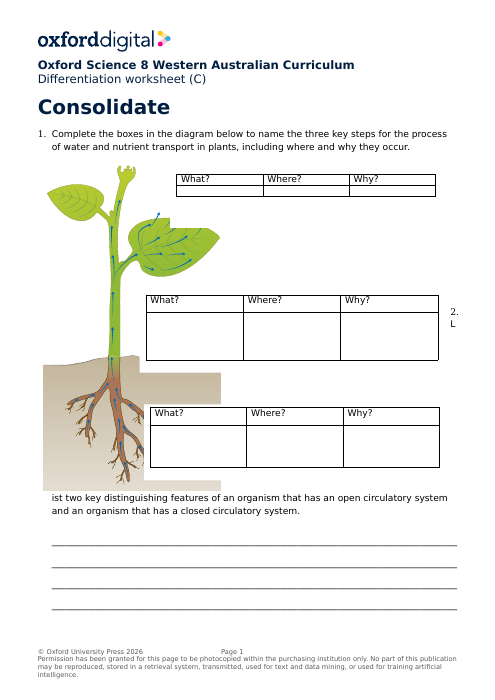 oxforddigital
Oxford Science 8 Western Australian Curriculum
Differentiation worksheet (C)
Consolidate
1. Complete the boxes in the diagram below to name the three key steps for the process
of water and nutrient transport in plants, including where and why they occur.
What? Where? Why?
What? Where? Why?
2.
L
What? Where? Why?
ist two key distinguishing features of an organism that has an open circulatory system
and an organism that has a closed circulatory system.
© Oxford University Press 2026 Page 1
Permission has been granted for this page to be photocopied within the purchasing institution only. No part of this publication
may be reproduced, stored in a retrieval system, transmitted, used for text and data mining, or used for training artificial
intelligence.